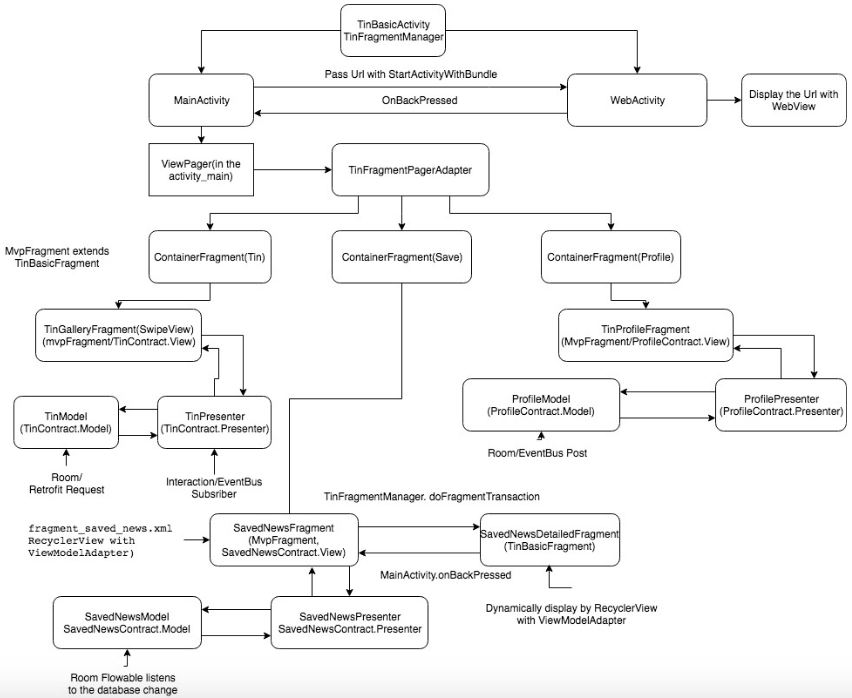 TinBasicActivity
TinFragmentManager
Pass Url with StartActivityWithBundle
MainActivity
OnBackPressed
WebActivity
Display the Url with
WebView
ViewPager(in the
activity_main)
TinFragmentPagerAdapter
MvpFragment extends
TinBasicFragment
ContainerFragment(Tin)
ContainerFragment(Save)
ContainerFragment(Profile)
TinGalleryFragment(SwipeView)
(mvpFragment/TinContract.View)
TinProfileFragment
(MvpFragment/ProfileContract.View)
TinModel
(TinContract.Model)
TinPresenter
(TinContract.Presenter)
ProfileModel
(ProfileContract.Model)
ProfilePresenter
(ProfileContract.Presenter)
Room/EventBus Post
Room/
Retrofit Request
Interaction/EventBus
Subsriber
TinFragmentManager. doFragmentTransaction
fragment_saved_news.xml
RecyclerView with
ViewModelAdapter)
SavedNewsFragment
(MvpFragment,
SavedNewsContract.View)
SavedNewsDetailedFragment
(TinBasicFragment)
MainActivity.onBackPressed
Dynamically display by RecyclerView
with ViewModelAdapter
SavedNewsModel
SavedNewsContract.Model
SavedNewsPresenter
SavedNewsContract.Presenter
Room Flowable listens
to the database change